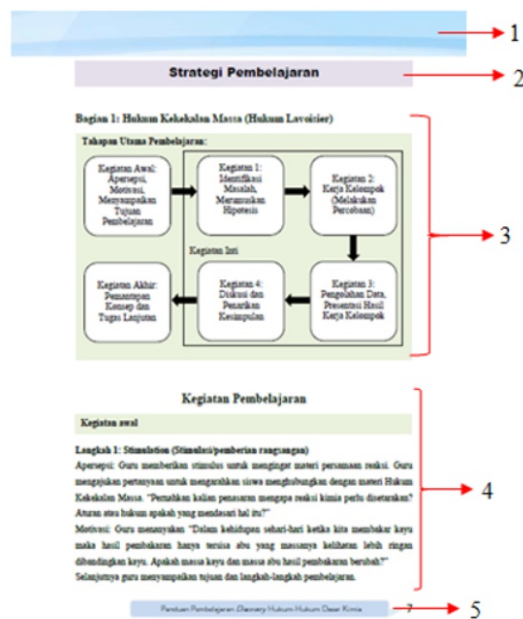 1
Strategi Pembelajaran
2
Bagian 1: Hukum Kekekalan Massa (Hukum Lavoisier)
Tahapan Utama Pembelajaran:
Kegiatan Awal:
Apersepsi,
Motivasi,
Menyampaikan
Tujuan
Pembelajaran
Kegiatan 1:
Identifikasi
Masalah,
Merumuskan
Hipotesis
Kegiatan 2:
Kerja Kelompok
(Melakukan
Percobaan)
3
Kegiatan Inti
Kegiatan Akhir:
Pemantapan
Konsep dan
Tugas Lanjutan
Kegiatan 4:
Diskusi dan
Penarikan
Kesimpulan
Kegiatan 3:
Pengolahan Data,
Presentasi Hasil
Kerja Kelompok
Kegiatan Pembelajaran
Kegiatan awal
Langkah 1: Stimulation (Stimulasi/pemberian rangsangan)
Apersepsi: Guru memberikan stimulus untuk mengingat materi persamaan reaksi. Guru
mengajukan pertanyaan untuk mengarahkan siswa menghubungkan dengan materi Hukum
Kekekalan Massa. "Pernahkan kalian penasaran mengapa reaksi kimia perlu disetarakan?
Aturan atau hukum apakah yang mendasari hal itu?"
4
Motivasi: Guru menanyakan "Dalam kehidupan sehari-hari ketika kita membakar kayu
maka hasil pembakaran hanya tersisa abu yang massanya kelihatan lebih ringan
dibandingkan kayu. Apakah massa kayu dan massa abu hasil pembakaran berubah?"
Selanjutnya guru menyampaikan tujuan dan langkah-langkah pembelajaran.
Panduan Pembelajaran Discovery Hukum-Hukum Dasar Kimia
7
5